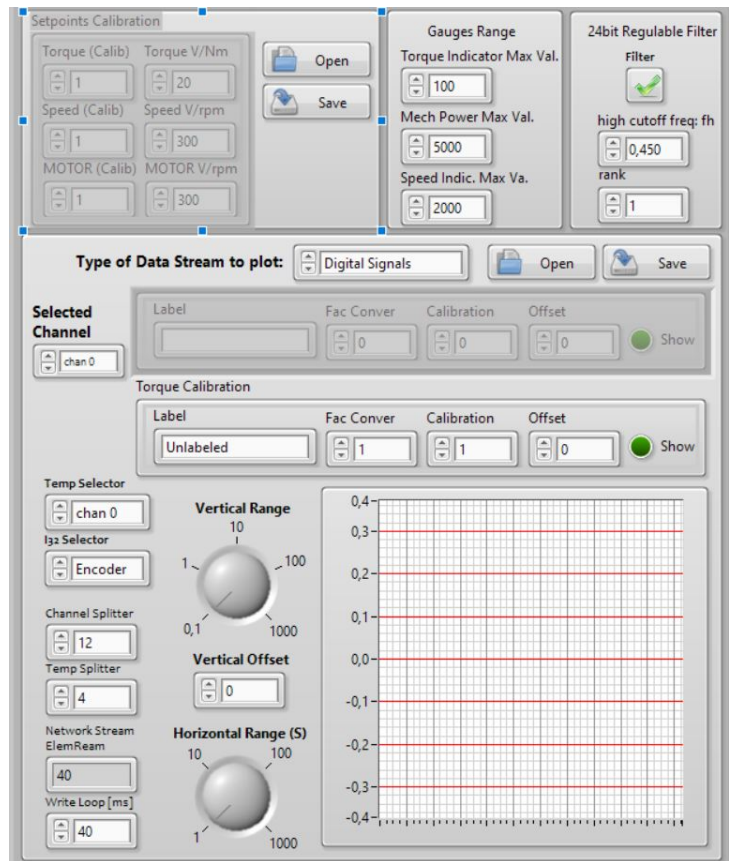 Setpoints Calibration
Torque (Calib) Torque V/Nm
1 20
Speed (Calib) Speed V/rpm
1 300
MOTOR (Calib) MOTOR V/rpm
1 300
Open
Save
Gauges Range
Torque Indicator Max Val.
100
Mech Power Max Val.
5000
Speed Indic. Max Va.
2000
24bit Regulable Filter
Filter
high cutoff freq: fh
0,450
rank
1
Type of Data Stream to plot: Digital Signals Open Save
Selected
Channel
chan 0
Label Fac Conver Calibration Offset
0 0 0 Show
Torque Calibration
Label Fac Conver Calibration Offset
Unlabeled 1 1 0 Show
Temp Selector
chan 0
I32 Selector
Encoder
Channel Splitter
12
Temp Splitter
4
Network Stream
ElemReam
40
Write Loop [ms]
40
Vertical Range
10
1 100
0,1 1000
Vertical Offset
0
Horizontal Range (S)
10 100
1 1000
0,4
0,3
0,2
0,1
0,0
-0,1
-0,2
-0,3
-0,4